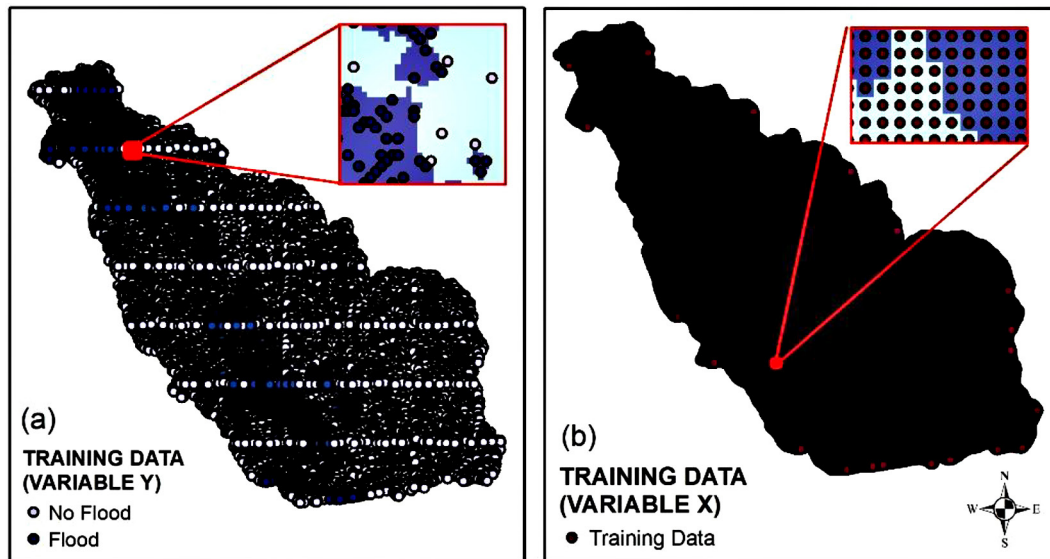 (a)
TRAINING DATA
(VARIABLE Y)
No Flood
Flood
(b)
TRAINING DATA
(VARIABLE X)
Training Data
N
W E
S